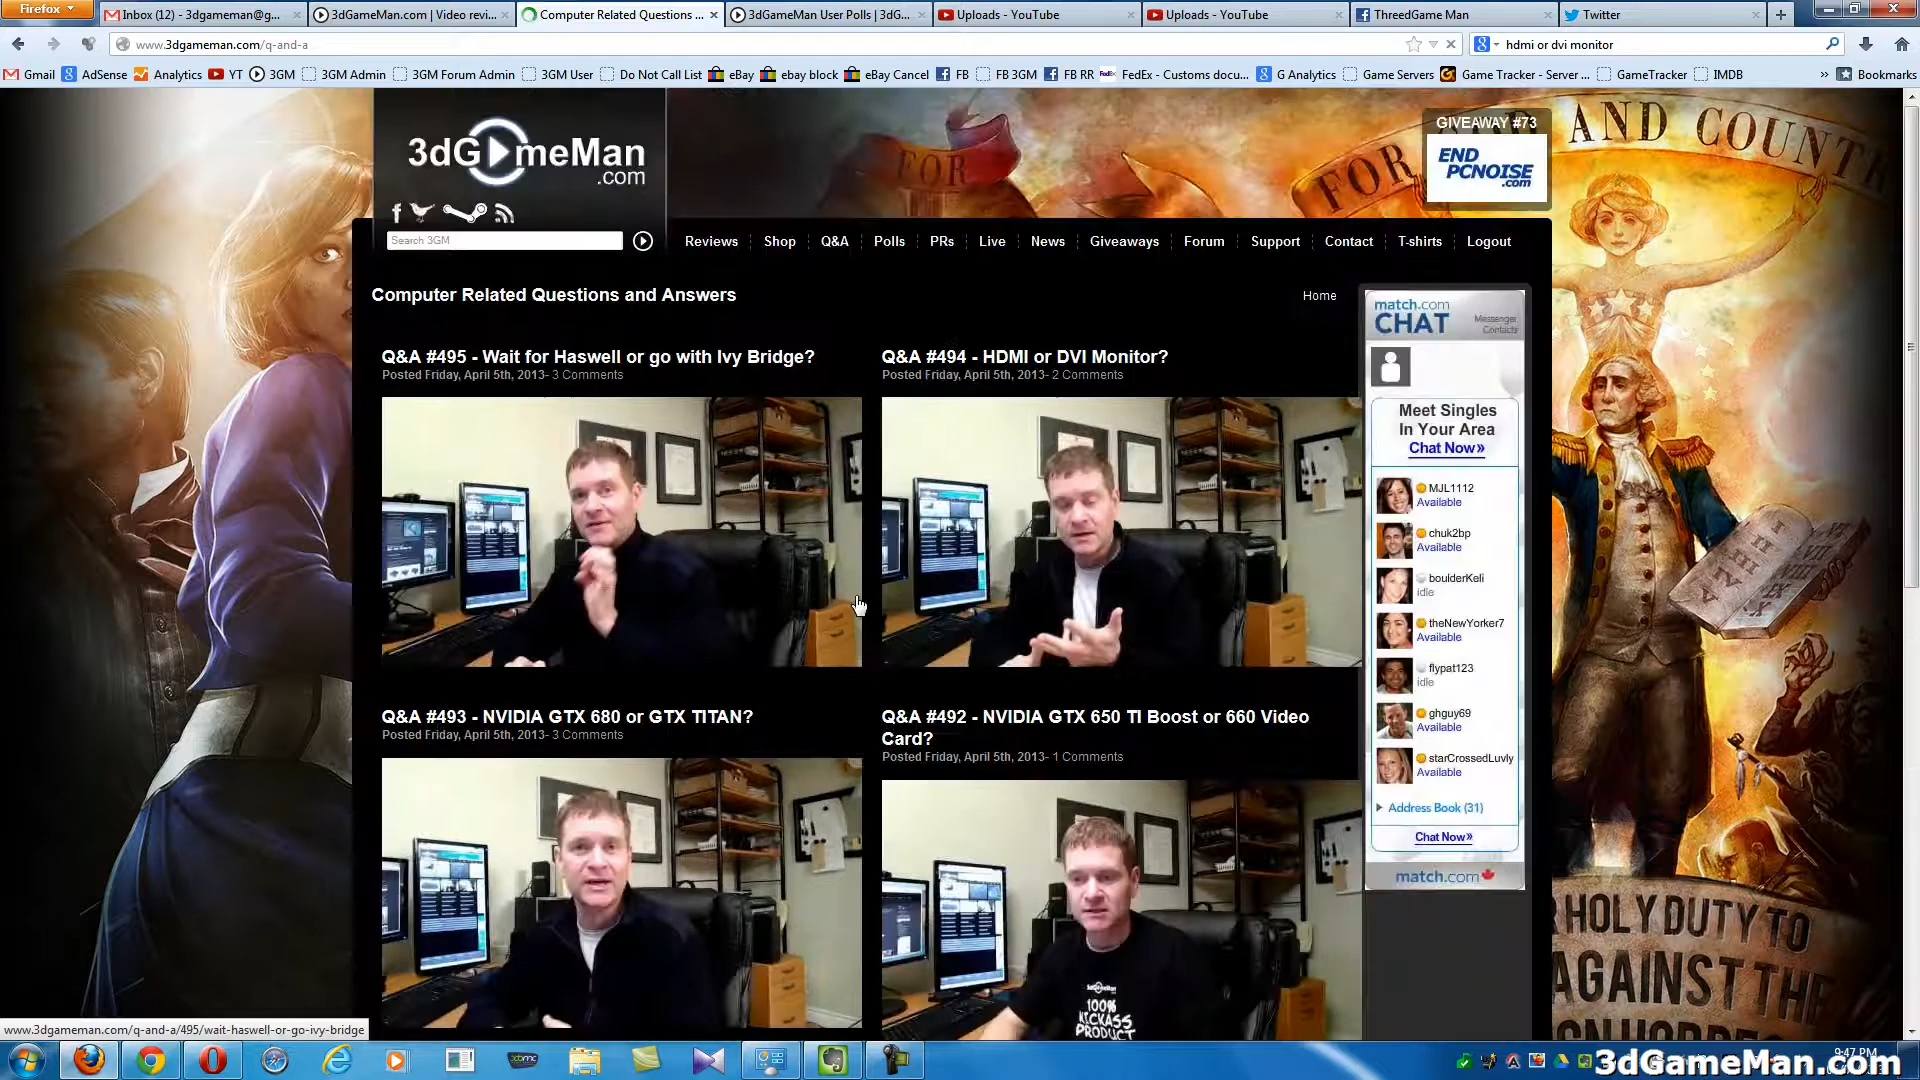 Firefox
Inbox (12) - 3dgameman@g...
3dGameMan.com | Video revi...
Computer Related Questions ...
3dGameMan User Polls | 3dG...
Uploads - YouTube
Uploads - YouTube
ThreedGame Man
Twitter
www.3dgameman.com/q-and-a
hdmi or dvi monitor
Gmail
AdSense
Analytics
YT
3GM
3GM Admin
3GM Forum Admin
3GM User
Do Not Call List
eBay
ebay block
eBay Cancel
FB
FB 3GM
FB RR
FedEx - Customs docu...
G Analytics
Game Servers
Game Tracker - Server ...
GameTracker
IMDB
»
Bookmarks
3dGameMan
.com
GIVEAWAY #73
END
PCNOISE
.com
FOR
FOR
AND COUNT
Search 3GM
Reviews
Shop
Q&A
Polls
PRs
Live
News
Giveaways
Forum
Support
Contact
T-shirts
Logout
Computer Related Questions and Answers
Home
Q&A #495 - Wait for Haswell or go with Ivy Bridge?
Posted Friday, April 5th, 2013- 3 Comments
Q&A #494 - HDMI or DVI Monitor?
Posted Friday, April 5th, 2013- 2 Comments
Q&A #493 - NVIDIA GTX 680 or GTX TITAN?
Posted Friday, April 5th, 2013- 3 Comments
Q&A #492 - NVIDIA GTX 650 TI Boost or 660 Video
Card?
Posted Friday, April 5th, 2013- 1 Comments
3dGameMan
100%
KICKASS
PRODUCT
match.com
CHAT
Messenger
Contacts
Meet Singles
In Your Area
Chat Now»
MJL1112
Available
chuk2bp
Available
boulderKeli
idle
theNewYorker7
Available
flypat123
idle
ghguy69
Available
starCrossedLuvly
Available
Address Book (31)
Chat Now»
match.com
HOLY DUTY TO
AGAINST THE
www.3dgameman.com/q-and-a/495/wait-haswell-or-go-ivy-bridge
xbmc
9:47 PM
3dGameMan.com